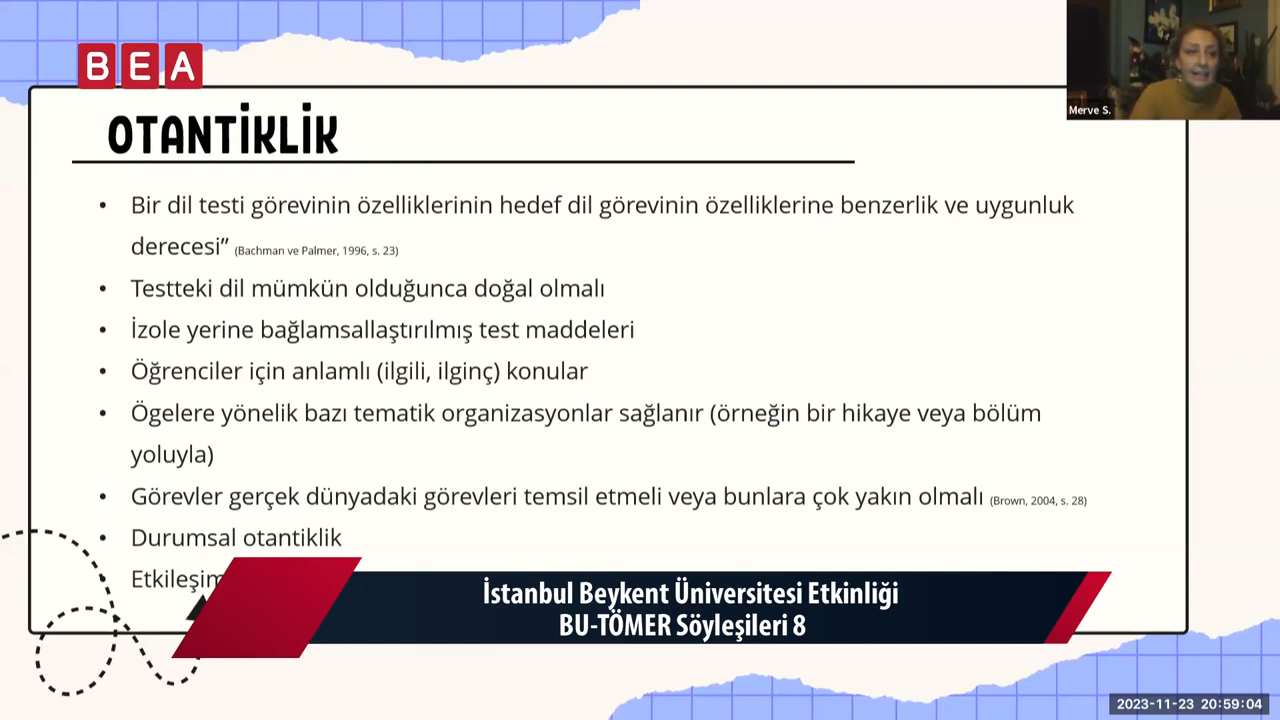 BEA
Merve S.
OTANTİKLİK
• Bir dil testi görevinin özelliklerinin hedef dil görevinin özelliklerine benzerlik ve uygunluk
derecesi” (Bachman ve Palmer, 1996, s. 23)
• Testteki dil mümkün olduğunca doğal olmalı
• İzole yerine bağlamsallaştırılmış test maddeleri
• Öğrenciler için anlamlı (ilgili, ilginç) konular
• Ögelere yönelik bazı tematik organizasyonlar sağlanır (örneğin bir hikaye veya bölüm
yoluyla)
• Görevler gerçek dünyadaki görevleri temsil etmeli veya bunlara çok yakın olmalı (Brown, 2004, s. 28)
• Durumsal otantiklik
İstanbul Beykent Üniversitesi Etkinliği
BU-TÖMER Söyleşileri 8
2023-11-23 20:59:04